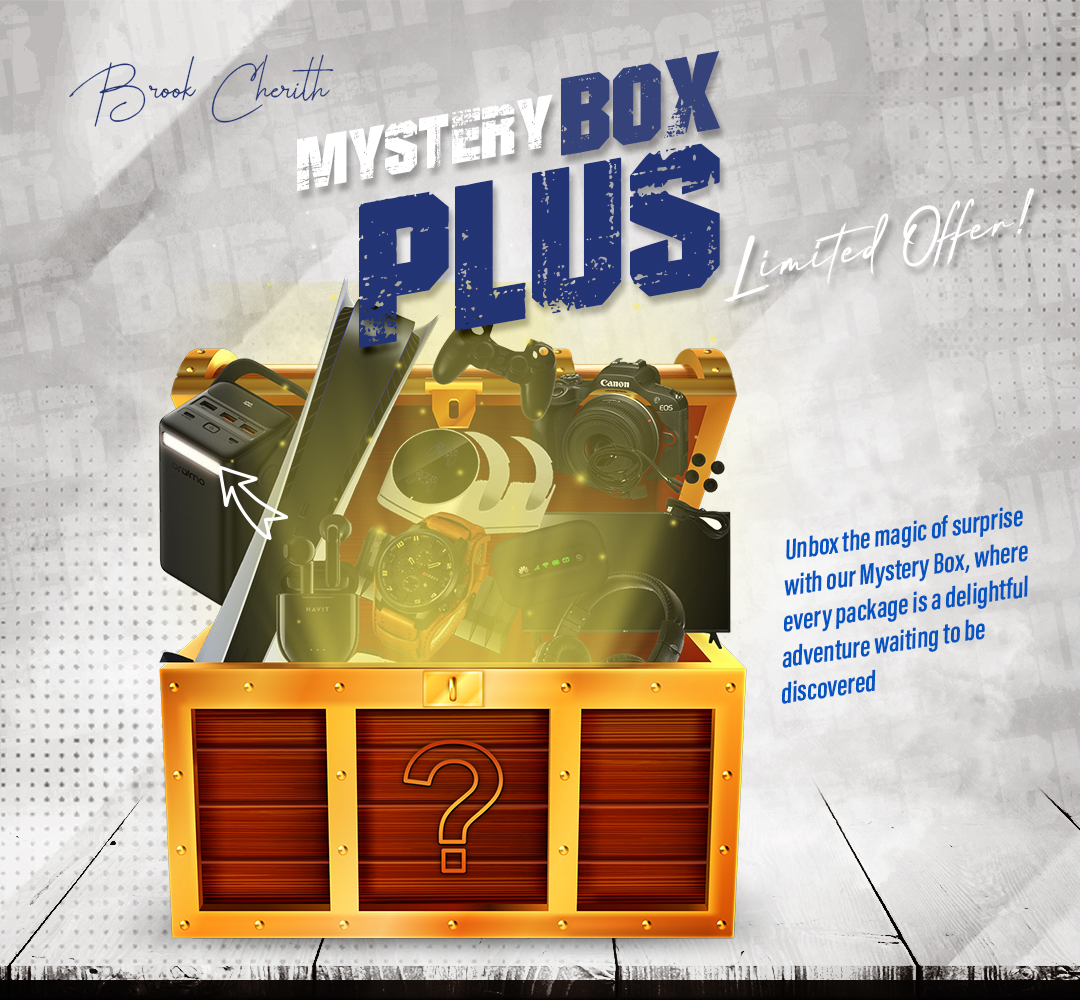 Brook Cherith
MYSTERY BOX
PLUS
Limited Offer!
Canon
EOS
oraimo
HAVIT
Unbox the magic of surprise
with our Mystery Box, where
every package is a delightful
adventure waiting to be
discovered
?